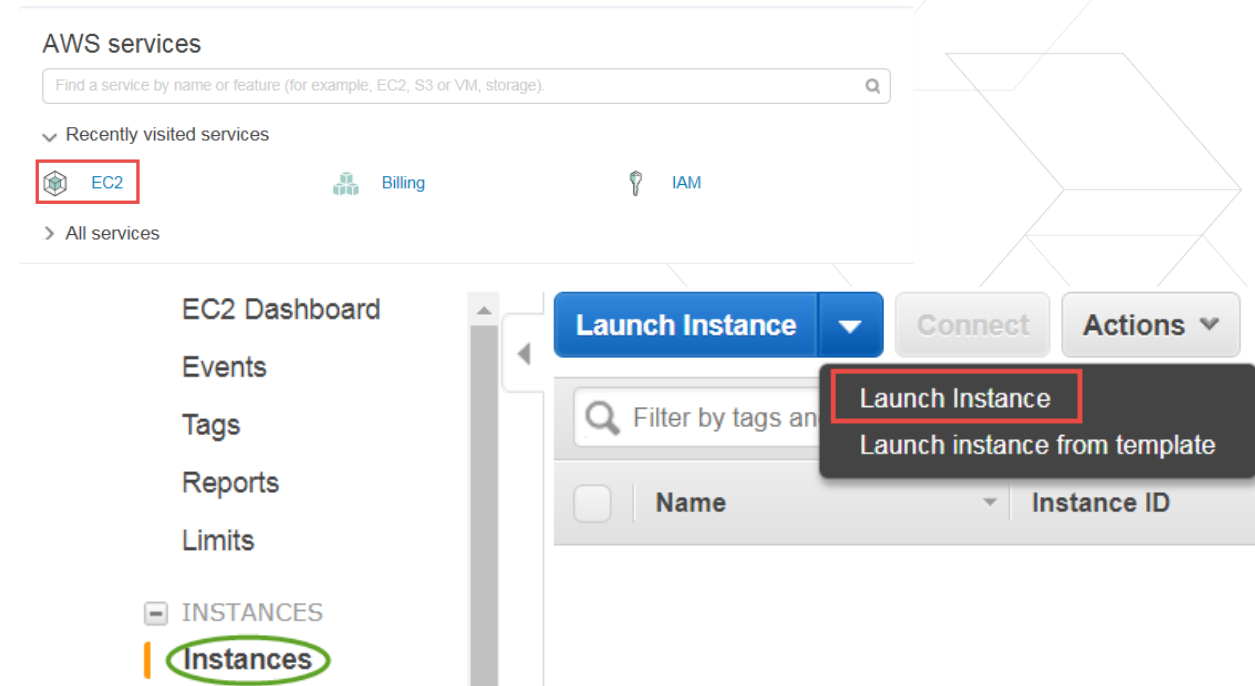 AWS services
Find a service by name or feature (for example, EC2, S3 or VM, storage).
Recently visited services
EC2 Billing IAM
All services
EC2 Dashboard
Events
Tags
Reports
Limits
INSTANCES
Instances
Launch Instance Connect Actions
Launch Instance
Launch instance from template
Filter by tags an
Name Instance ID